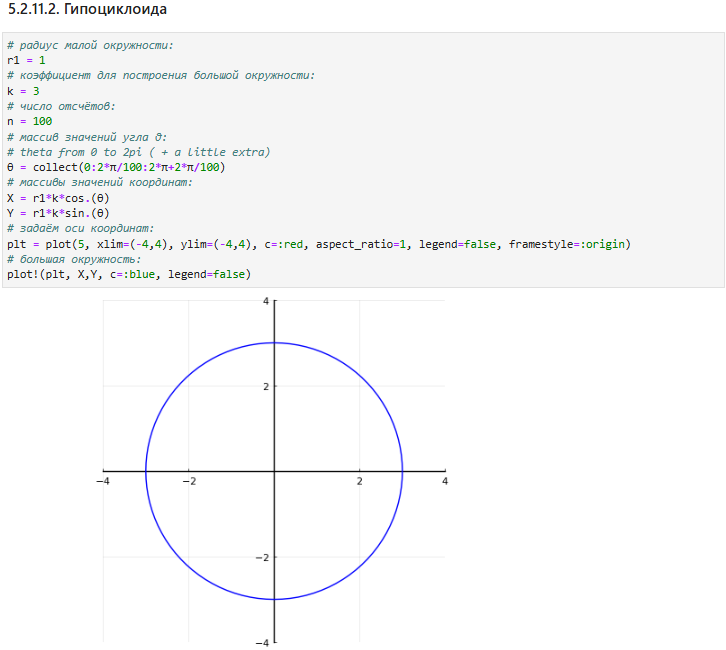 5.2.11.2. Гипоциклоида
# радиус малой окружности:
r1 = 1
# коэффициент для построения большой окружности:
k = 3
# число отсчётов:
n = 100
# массив значений угла θ:
# theta from 0 to 2pi ( + a little extra)
θ = collect(0:2*π/100:2*π+2*π/100)
# массивы значений координат:
X = r1*k*cos.(θ)
Y = r1*k*sin.(θ)
# задаём оси координат:
plt = plot(5, xlim=(-4,4), ylim=(-4,4), c=:red, aspect_ratio=1, legend=false, framestyle=:origin)
# большая окружность:
plot!(plt, X,Y, c=:blue, legend=false)
4
2
−4 −2 2 4
−2
−4